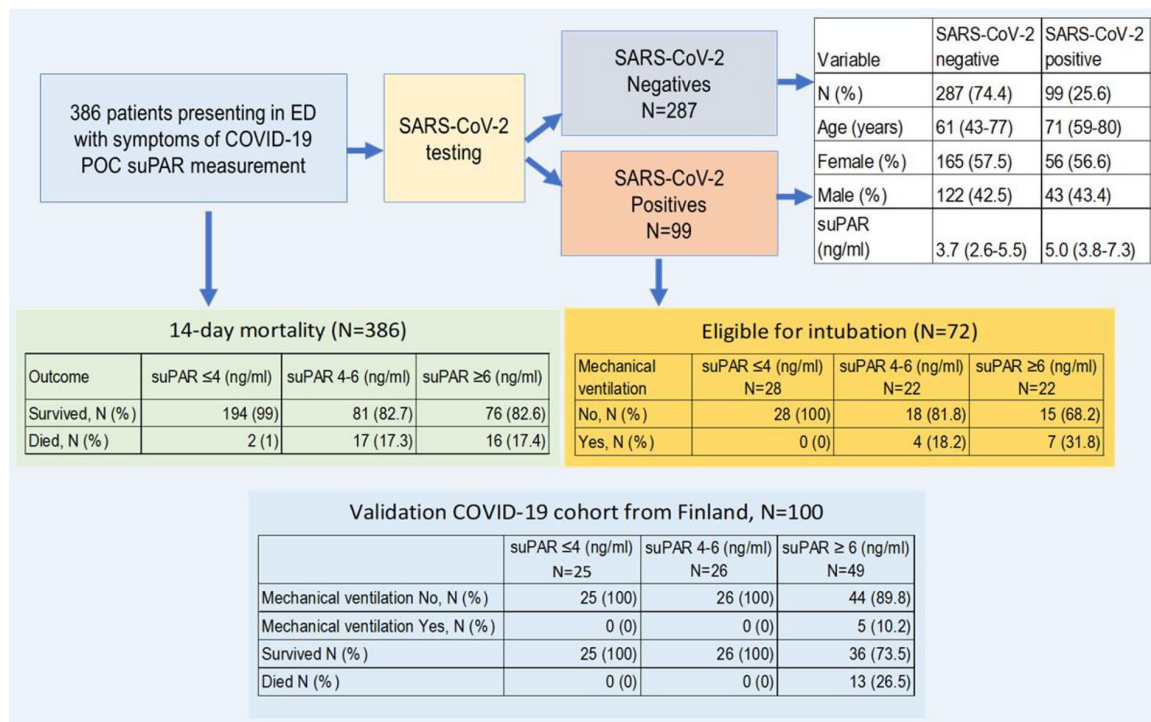 386 patients presenting in ED
with symptoms of COVID-19
POC suPAR measurement
SARS-CoV-2
testing
SARS-CoV-2
Negatives
N=287
SARS-CoV-2
Positives
N=99
Variable SARS-CoV-2 negative SARS-CoV-2 positive
N (%) 287 (74.4) 99 (25.6)
Age (years) 61 (43-77) 71 (59-80)
Female (%) 165 (57.5) 56 (56.6)
Male (%) 122 (42.5) 43 (43.4)
suPAR
(ng/ml) 3.7 (2.6-5.5) 5.0 (3.8-7.3)
14-day mortality (N=386)
Outcome suPAR ≤4 (ng/ml) suPAR 4-6 (ng/ml) suPAR ≥6 (ng/ml)
Survived, N (%) 194 (99) 81 (82.7) 76 (82.6)
Died, N (%) 2 (1) 17 (17.3) 16 (17.4)
Eligible for intubation (N=72)
Mechanical ventilation suPAR ≤4 (ng/ml) N=28 suPAR 4-6 (ng/ml) N=22 suPAR ≥6 (ng/ml) N=22
No, N (%) 28 (100) 18 (81.8) 15 (68.2)
Yes, N (%) 0 (0) 4 (18.2) 7 (31.8)
Validation COVID-19 cohort from Finland, N=100
suPAR ≤4 (ng/ml) suPAR 4-6 (ng/ml) suPAR ≥ 6 (ng/ml)
N=25 N=26 N=49
Mechanical ventilation No, N (%) 25 (100) 26 (100) 44 (89.8)
Mechanical ventilation Yes, N (%) 0 (0) 0 (0) 5 (10.2)
Survived N (%) 25 (100) 26 (100) 36 (73.5)
Died N (%) 0 (0) 0 (0) 13 (26.5)